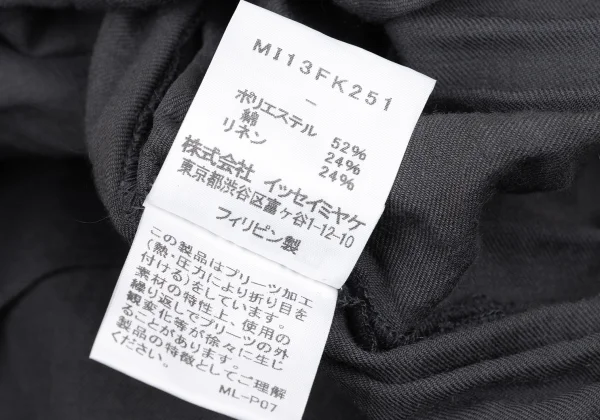 MI13FK251
–
ポリエステル 52%
綿 24%
リネン 24%
株式会社 イッセイミヤケ
東京都渋谷区富ヶ谷1-12-10
フィリピン製
この製品はプリーツ加工
(熱・圧力により折り目を
付ける)をしています。
素材の特性上、使用の
繰り返しでプリーツの外
観変化等が徐々に生じ
ることがあります。
製品の特徴としてご理解
ください。
ML-P07